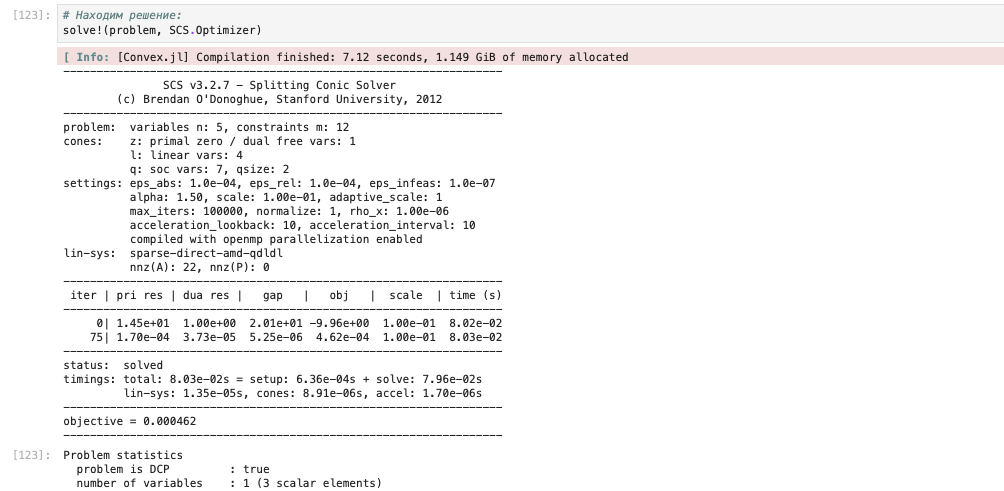 [123]: # Находим решение:
solve!(problem, SCS.Optimizer)
[ Info: [Convex.jl] Compilation finished: 7.12 seconds, 1.149 GiB of memory allocated
------------------------------------------------------------------
SCS v3.2.7 - Splitting Conic Solver
(c) Brendan O'Donoghue, Stanford University, 2012
------------------------------------------------------------------
problem:  variables n: 5, constraints m: 12
cones:    z: primal zero / dual free vars: 1
l: linear vars: 4
q: soc vars: 7, qsize: 2
settings: eps_abs: 1.0e-04, eps_rel: 1.0e-04, eps_infeas: 1.0e-07
alpha: 1.50, scale: 1.00e-01, adaptive_scale: 1
max_iters: 100000, normalize: 1, rho_x: 1.00e-06
acceleration_lookback: 10, acceleration_interval: 10
compiled with openmp parallelization enabled
lin-sys:  sparse-direct-amd-qdldl
nnz(A): 22, nnz(P): 0
------------------------------------------------------------------
iter | pri res | dua res |   gap   |   obj   |  scale  | time (s)
------------------------------------------------------------------
0| 1.45e+01  1.00e+00  2.01e+01 -9.96e+00  1.00e-01  8.02e-02
75| 1.70e-04  3.73e-05  5.25e-06  4.62e-04  1.00e-01  8.03e-02
------------------------------------------------------------------
status:  solved
timings: total: 8.03e-02s = setup: 6.36e-04s + solve: 7.96e-02s
lin-sys: 1.35e-05s, cones: 8.91e-06s, accel: 1.70e-06s
------------------------------------------------------------------
objective = 0.000462
------------------------------------------------------------------
[123]: Problem statistics
problem is DCP         : true
number of variables    : 1 (3 scalar elements)